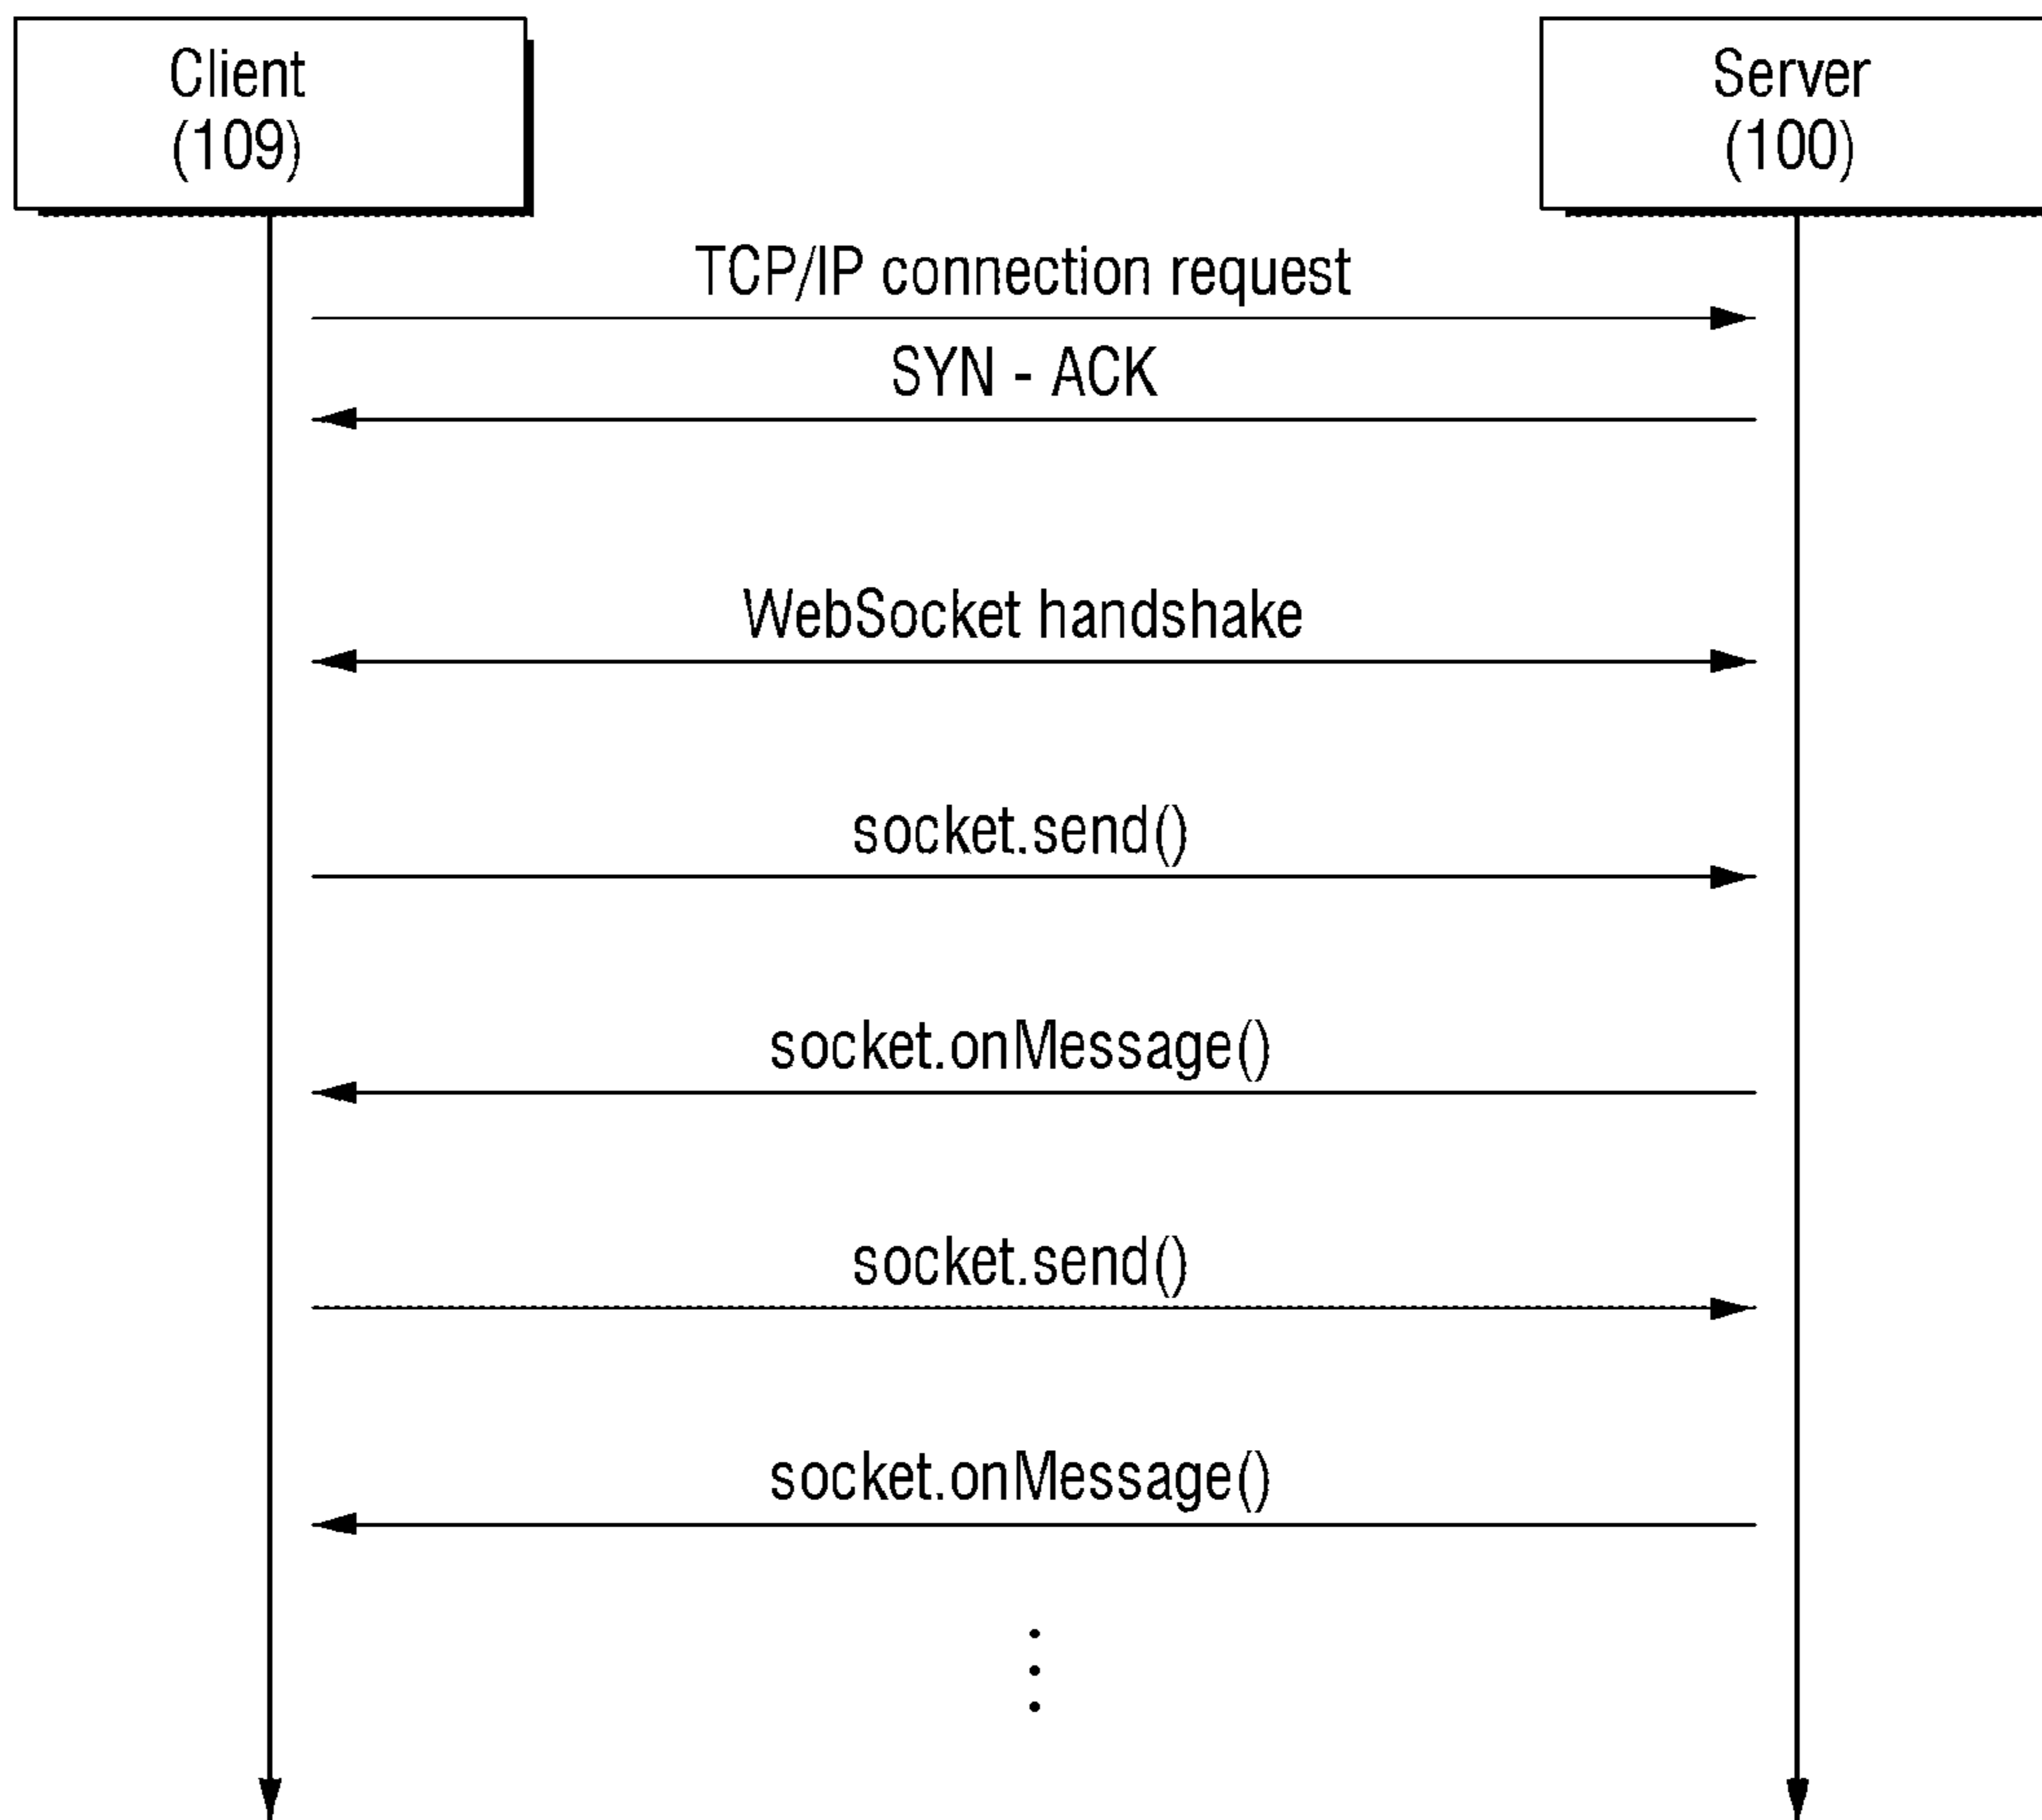 Client
(109)
Server
(100)
TCP/IP connection request
SYN - ACK
WebSocket handshake
socket.send()
socket.onMessage()
socket.send()
socket.onMessage()